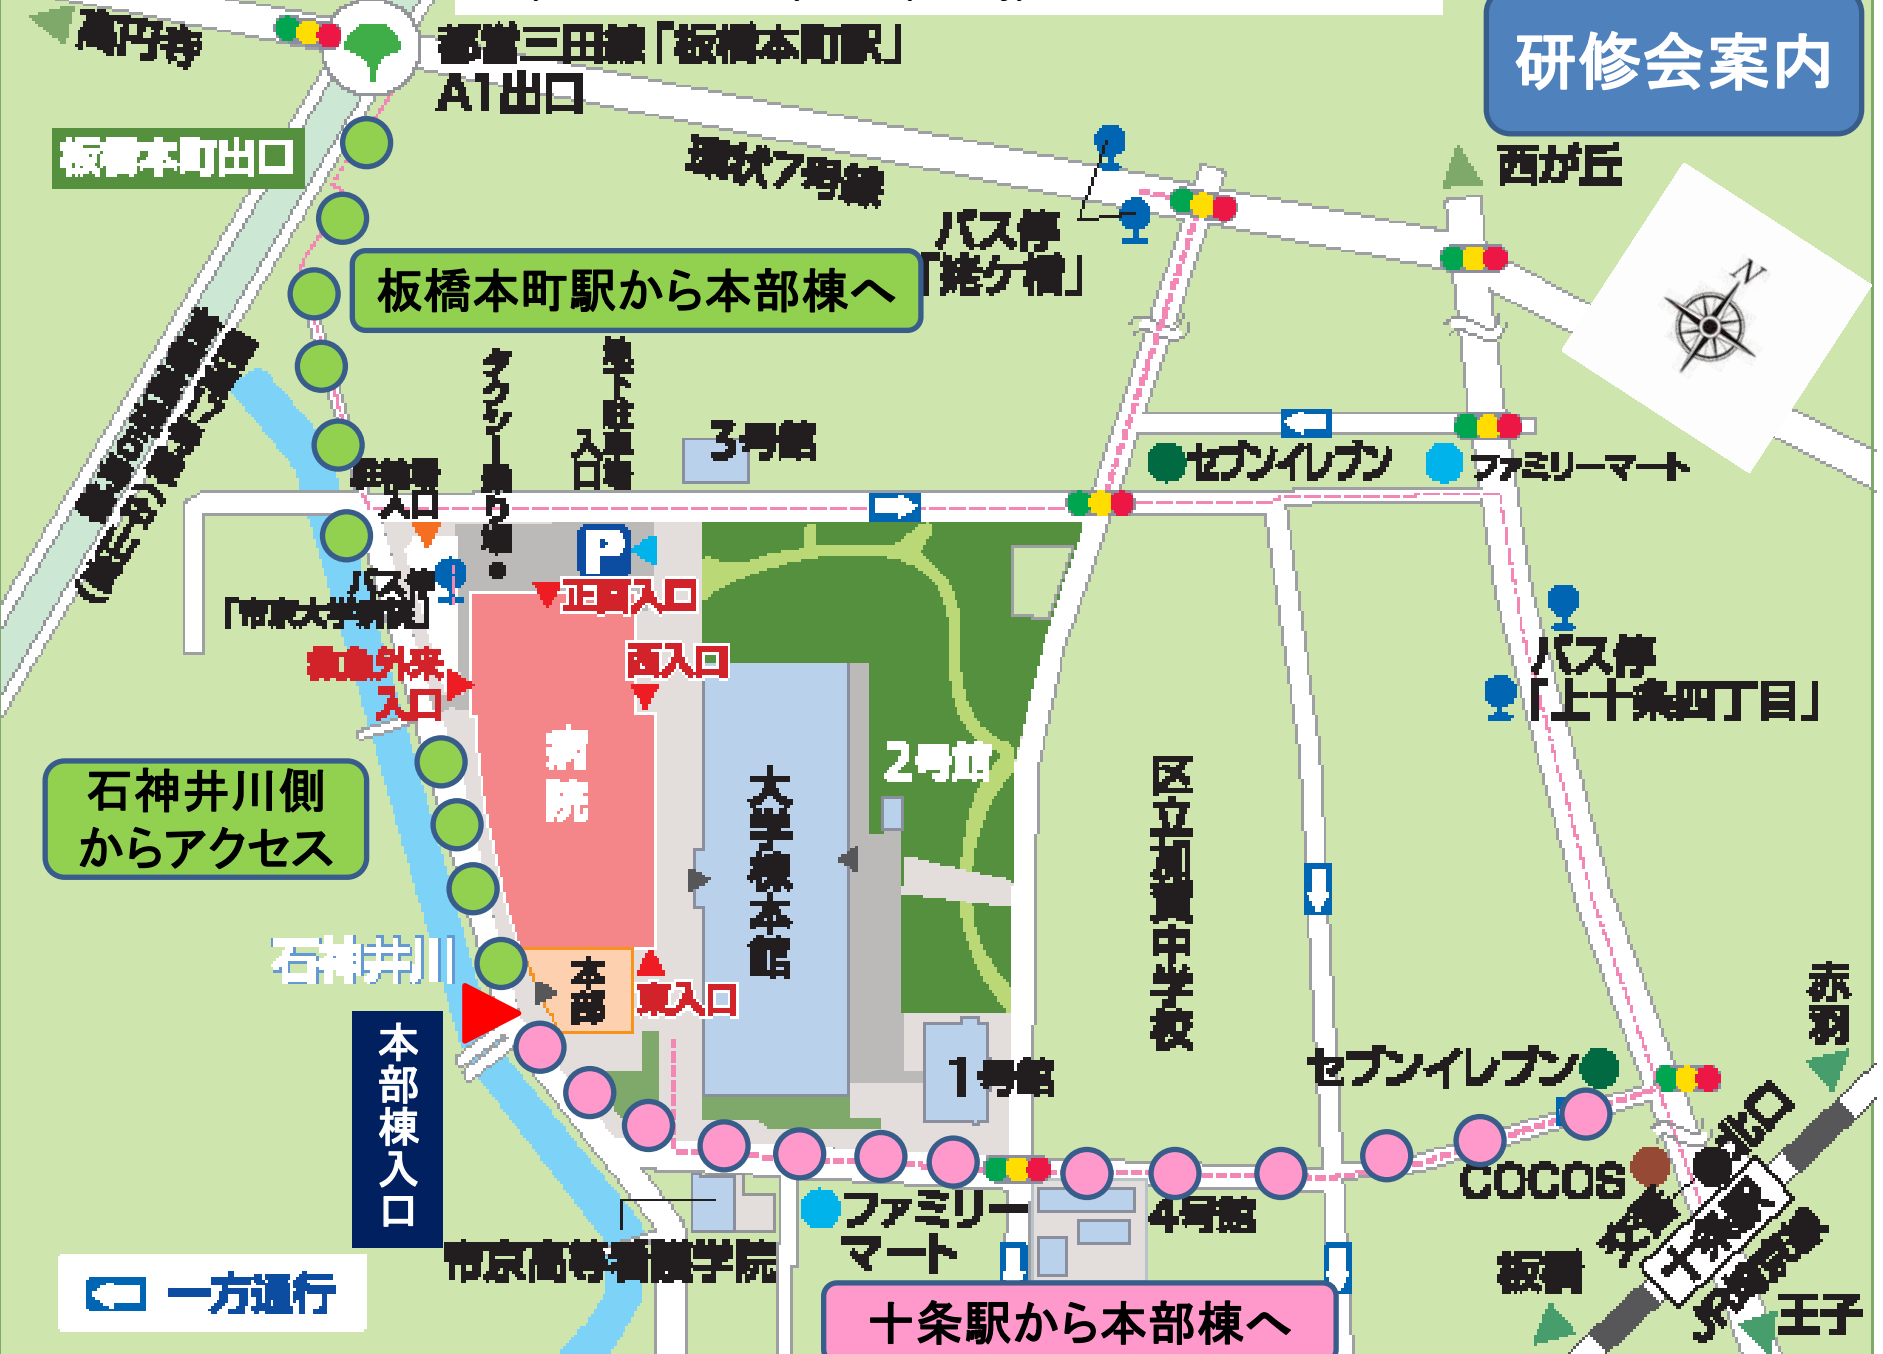 研修会案内
高円寺
都営三田線「板橋本町駅」
A1出口
板橋本町出口
環状7号線
西が丘
バス停
「姥ケ橋」
N
板橋本町駅から本部棟へ
タクシー乗り場
地下駐車場
入口
3号館
セブンイレブン
ファミリーマート
駐輪場
入口
P
バス停
「帝京大学病院」
正面入口
西入口
救急外来
入口
病院
大学棟本館
2号館
区立加賀中学校
バス停
「上十条四丁目」
石神井川側
からアクセス
石神井川
本部
東入口
本部棟入口
1号館
セブンイレブン
赤羽
北口
COCOS
交番
十条駅
JR埼京線
板橋
王子
4号館
ファミリー
マート
帝京高等看護学院
一方通行
十条駅から本部棟へ